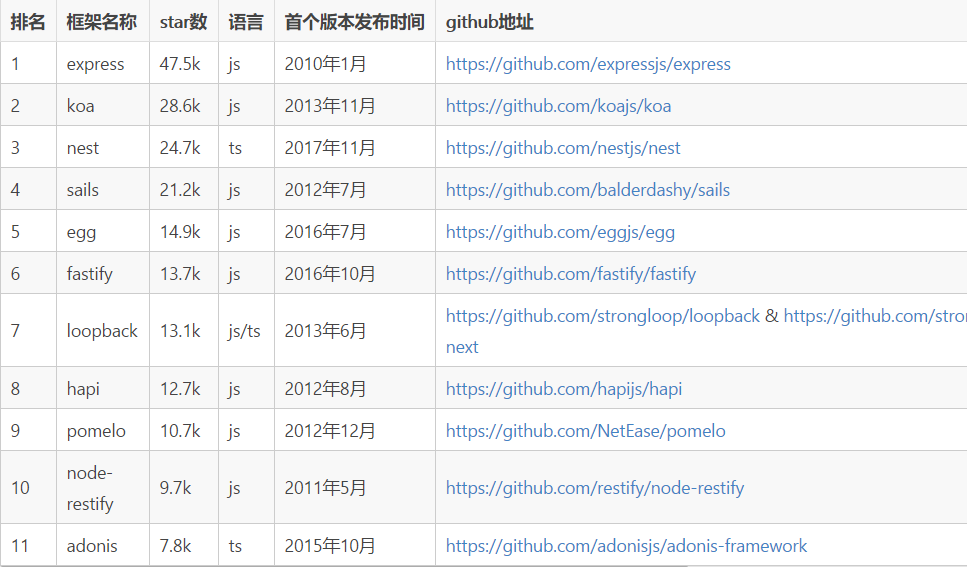 排名 框架名称 star数 语言 首个版本发布时间 github地址
1 express 47.5k js 2010年1月 https://github.com/expressjs/express
2 koa 28.6k js 2013年11月 https://github.com/koajs/koa
3 nest 24.7k ts 2017年11月 https://github.com/nestjs/nest
4 sails 21.2k js 2012年7月 https://github.com/balderdashy/sails
5 egg 14.9k js 2016年7月 https://github.com/eggjs/egg
6 fastify 13.7k js 2016年10月 https://github.com/fastify/fastify
7 loopback 13.1k js/ts 2013年6月 https://github.com/strongloop/loopback & https://github.com/stro
next
8 hapi 12.7k js 2012年8月 https://github.com/hapijs/hapi
9 pomelo 10.7k js 2012年12月 https://github.com/NetEase/pomelo
10 node-
restify 9.7k js 2011年5月 https://github.com/restify/node-restify
11 adonis 7.8k ts 2015年10月 https://github.com/adonisjs/adonis-framework